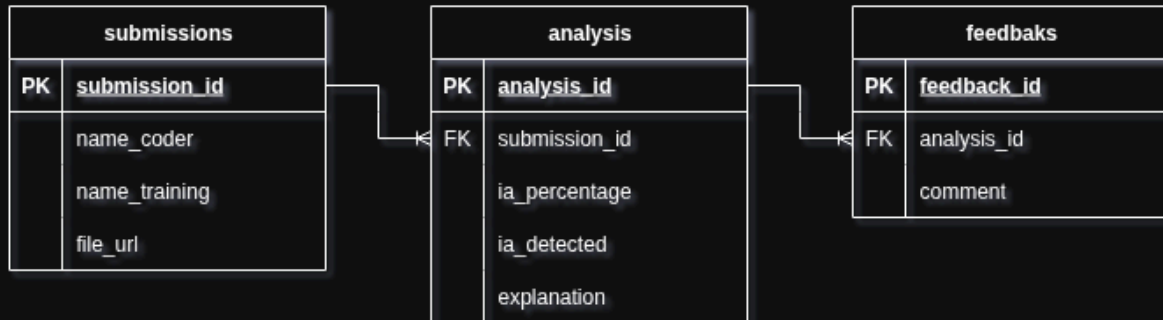 submissions
PK submission_id
name_coder
name_training
file_url
analysis
PK analysis_id
FK submission_id
ia_percentage
ia_detected
explanation
feedbaks
PK feedback_id
FK analysis_id
comment